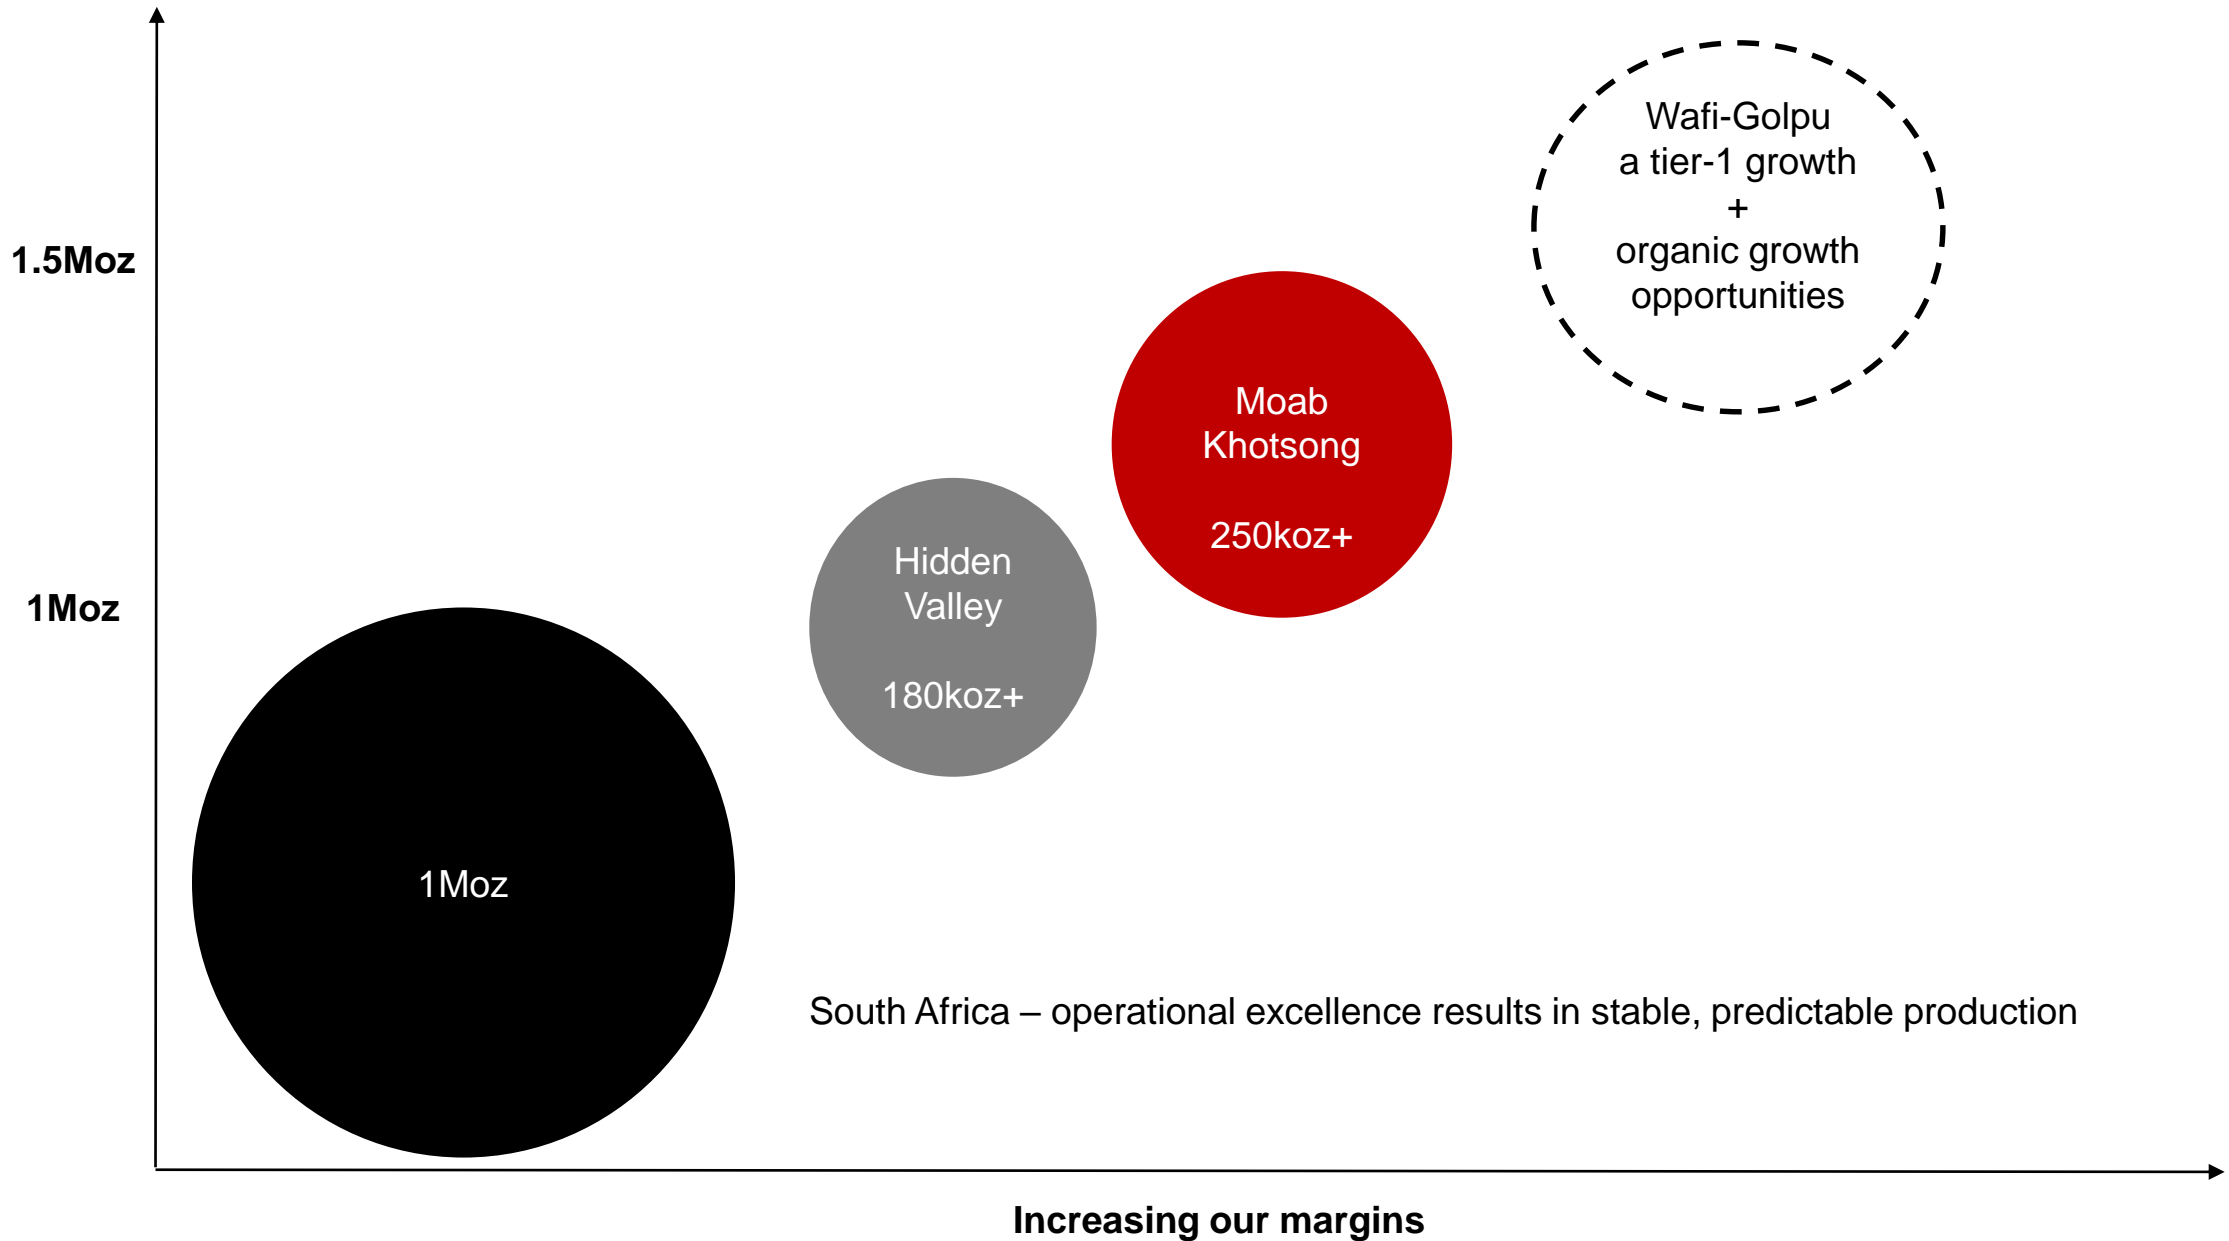 Wafi-Golpu
a tier-1 growth
+
organic growth
opportunities
1.5Moz
Moab
Khotsong
250koz+
Hidden
Valley
180koz+
1Moz
1Moz
South Africa – operational excellence results in stable, predictable production
Increasing our margins